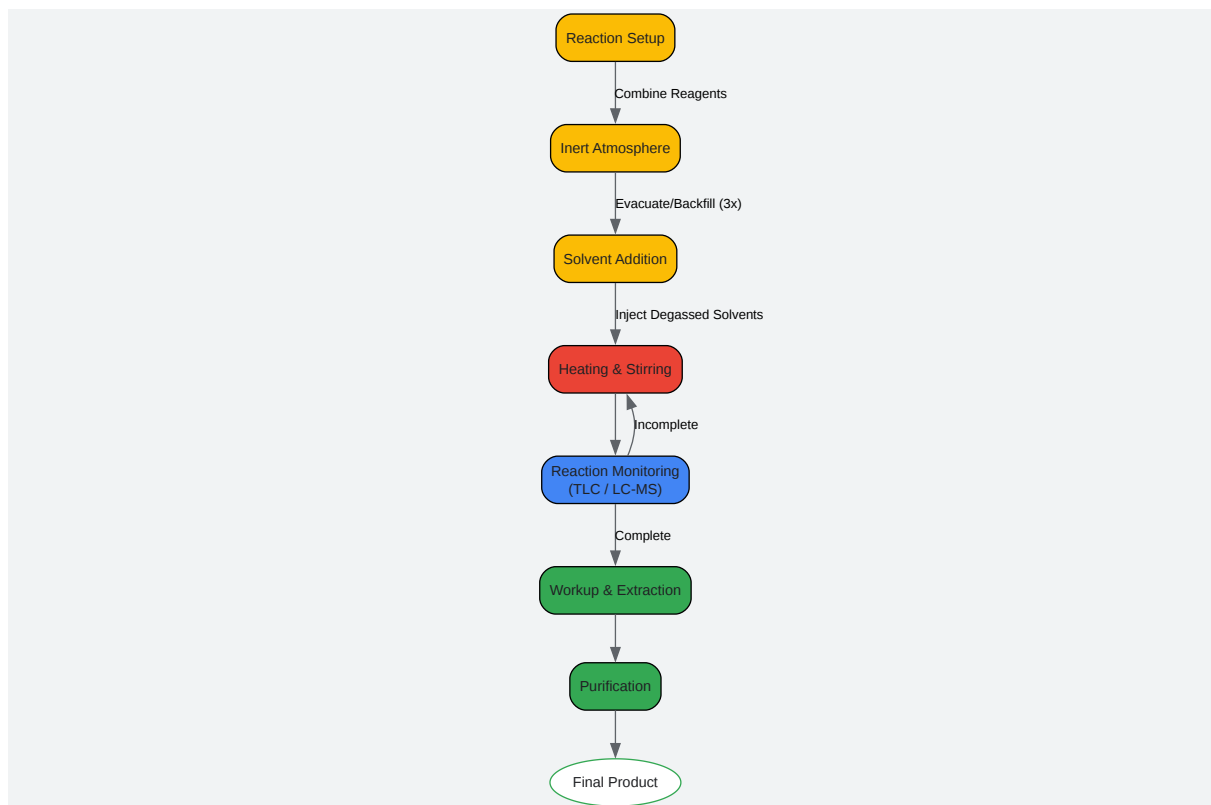 Reaction Setup
Combine Reagents
Inert Atmosphere
Evacuate/Backfill (3x)
Solvent Addition
Inject Degassed Solvents
Heating & Stirring
Incomplete
Reaction Monitoring
(TLC / LC-MS)
Complete
Workup & Extraction
Purification
Final Product